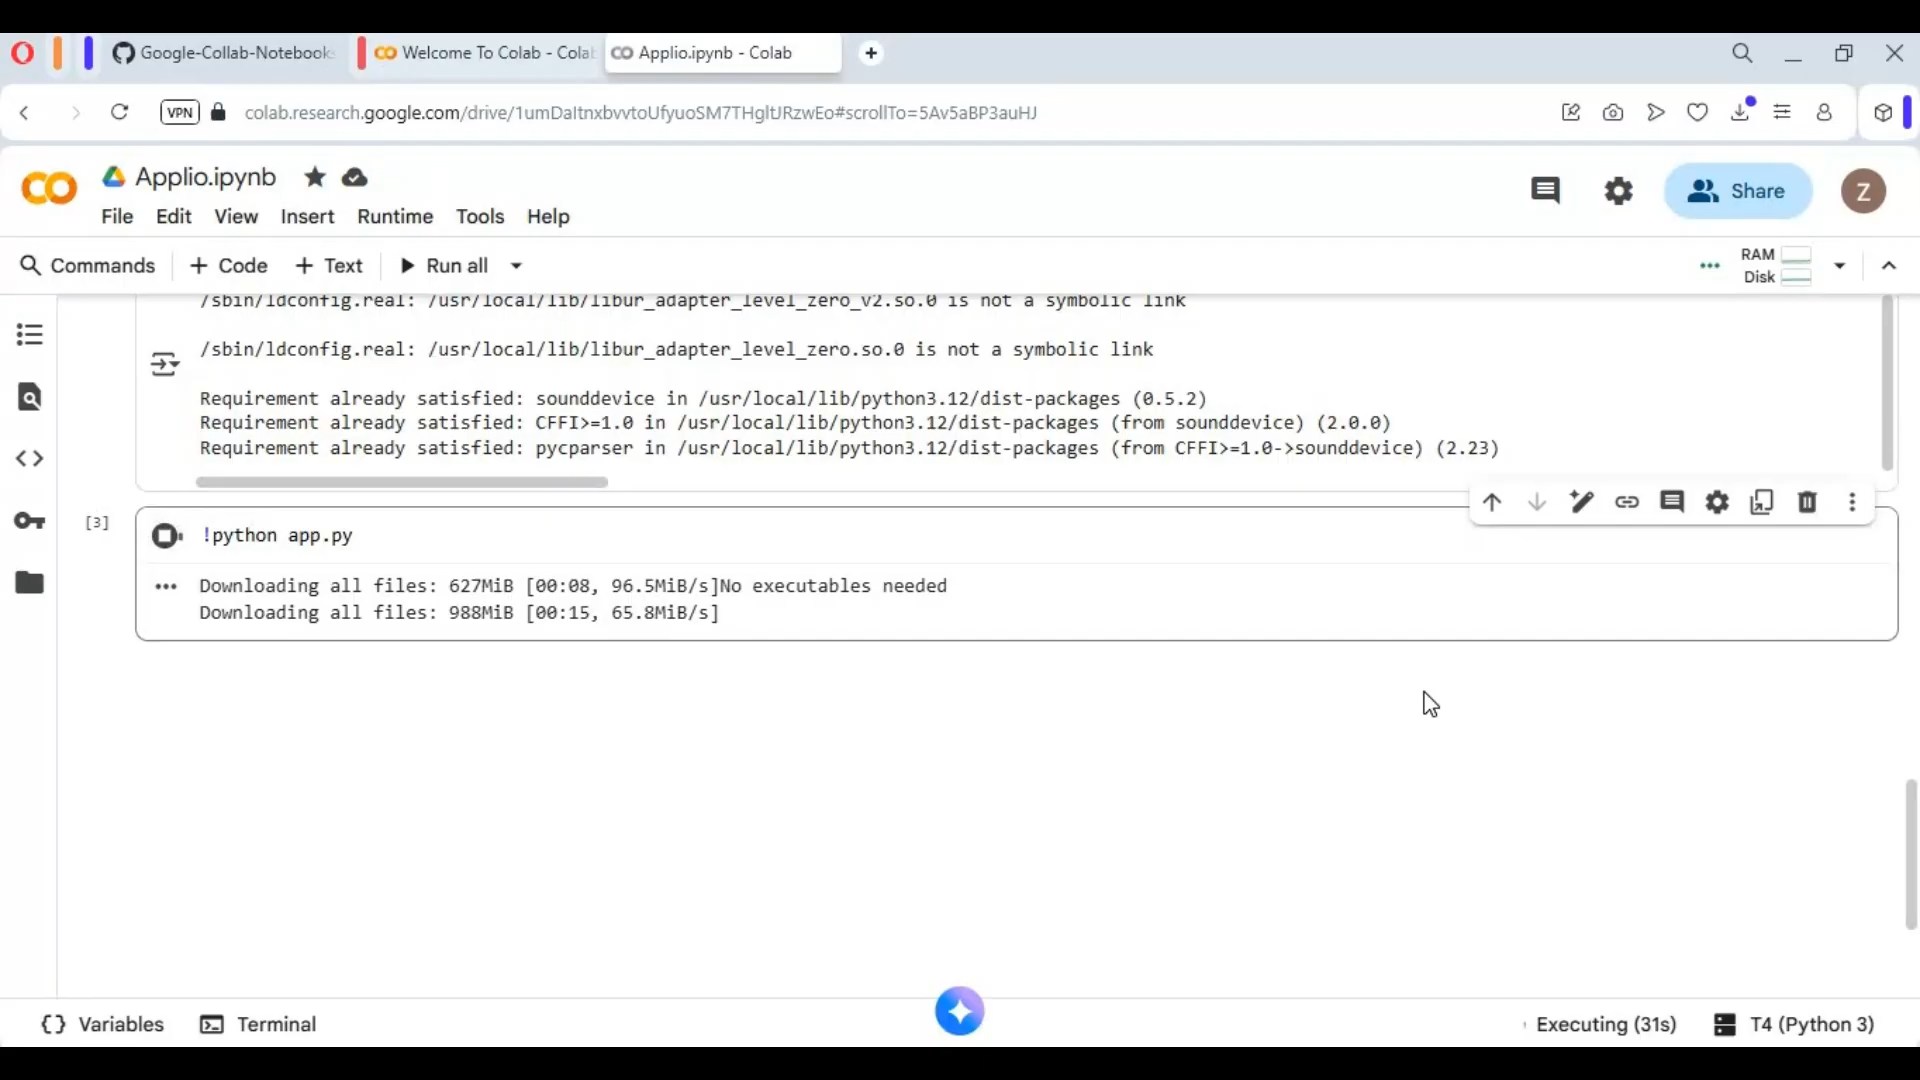 Google-Collab-Notebook
Welcome To Colab - Cola
Applio.ipynb - Colab
VPN
colab.research.google.com/drive/1umDaItnxbvvtoUfyuoSM7THgltJRzwEo#scrollTo=5Av5aBP3auHJ
Applio.ipynb
File Edit View Insert Runtime Tools Help
Share
Z
Commands
+ Code
+ Text
Run all
RAM
Disk
/sbin/ldconfig.real: /usr/local/lib/libur_adapter_level_zero_v2.so.0 is not a symbolic link
/sbin/ldconfig.real: /usr/local/lib/libur_adapter_level_zero.so.0 is not a symbolic link
Requirement already satisfied: sounddevice in /usr/local/lib/python3.12/dist-packages (0.5.2)
Requirement already satisfied: CFFI>=1.0 in /usr/local/lib/python3.12/dist-packages (from sounddevice) (2.0.0)
Requirement already satisfied: pycparser in /usr/local/lib/python3.12/dist-packages (from CFFI>=1.0->sounddevice) (2.23)
[3]
!python app.py
Downloading all files: 627MiB [00:08, 96.5MiB/s]No executables needed
Downloading all files: 988MiB [00:15, 65.8MiB/s]
Variables
Terminal
Executing (31s)
T4 (Python 3)